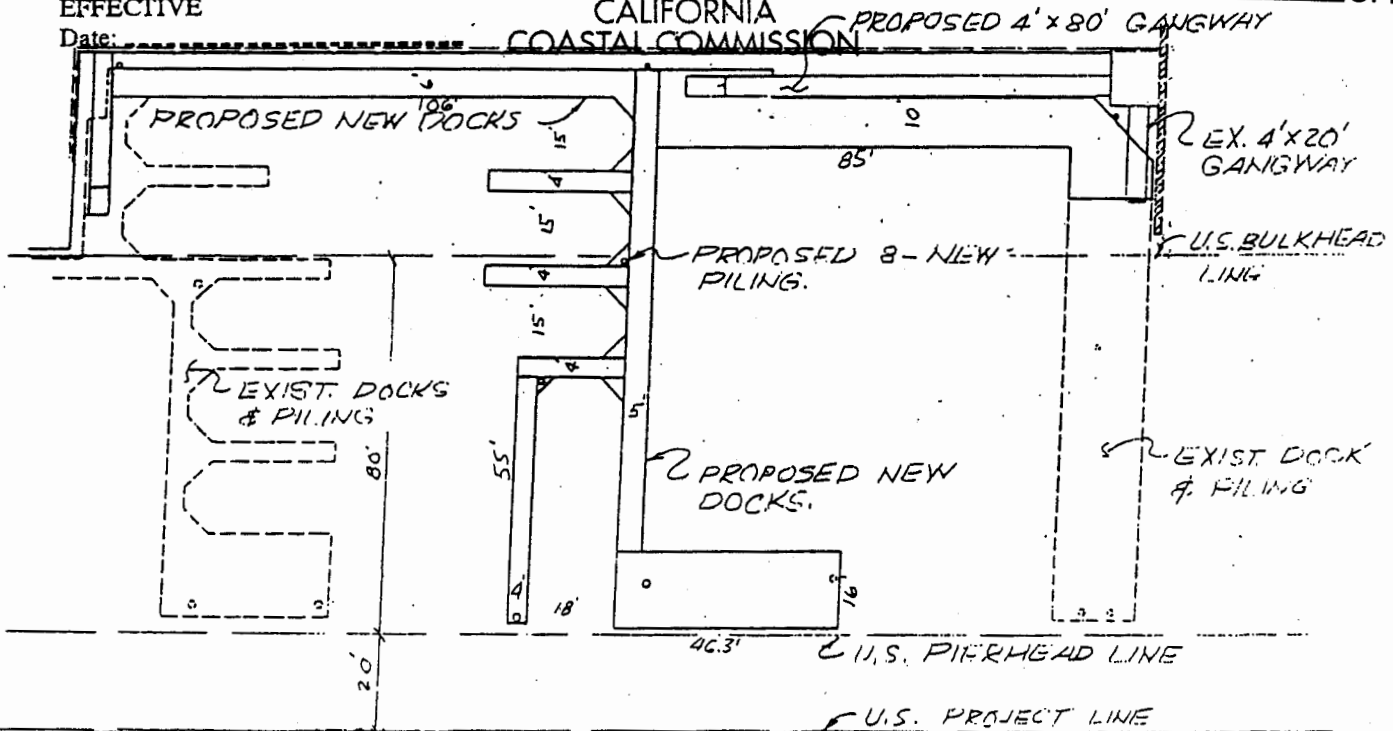 EFFECTIVE
Date:
CALIFORNIA
COASTAL COMMISSION
PROPOSED 4'x80' GANGWAY
6'
106'
PROPOSED NEW DOCKS
15'
10
85'
EX. 4'x20'
GANGWAY
4
15'
PROPOSED 8-NEW
PILING.
U.S. BULKHEAD
LING
4
15'
4
EXIST. DOCKS
& PILING
5'
80'
55'
PROPOSED NEW
DOCKS.
EXIST DOCK
& PILING
4
18'
16'
46.3'
U.S. PIERHEAD LINE
20'
U.S. PROJECT LINE